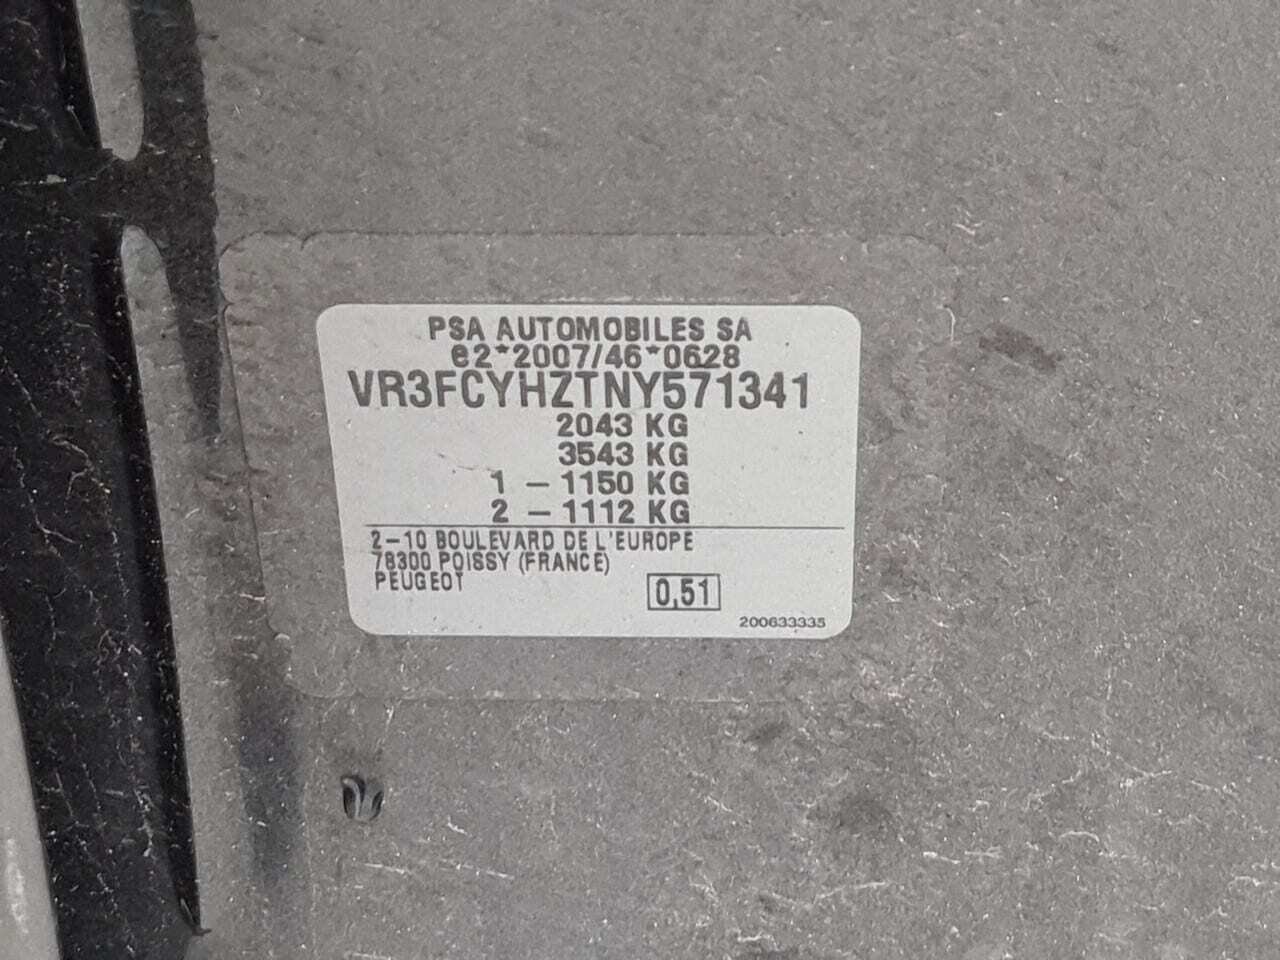 PSA AUTOMOBILES SA
e2*2007/46*0628
VR3FCYHZTNY571341
2043 KG
3543 KG
1 - 1150 KG
2 - 1112 KG
2-10 BOULEVARD DE L'EUROPE
78300 POISSY (FRANCE)
PEUGEOT
0,51
200633335